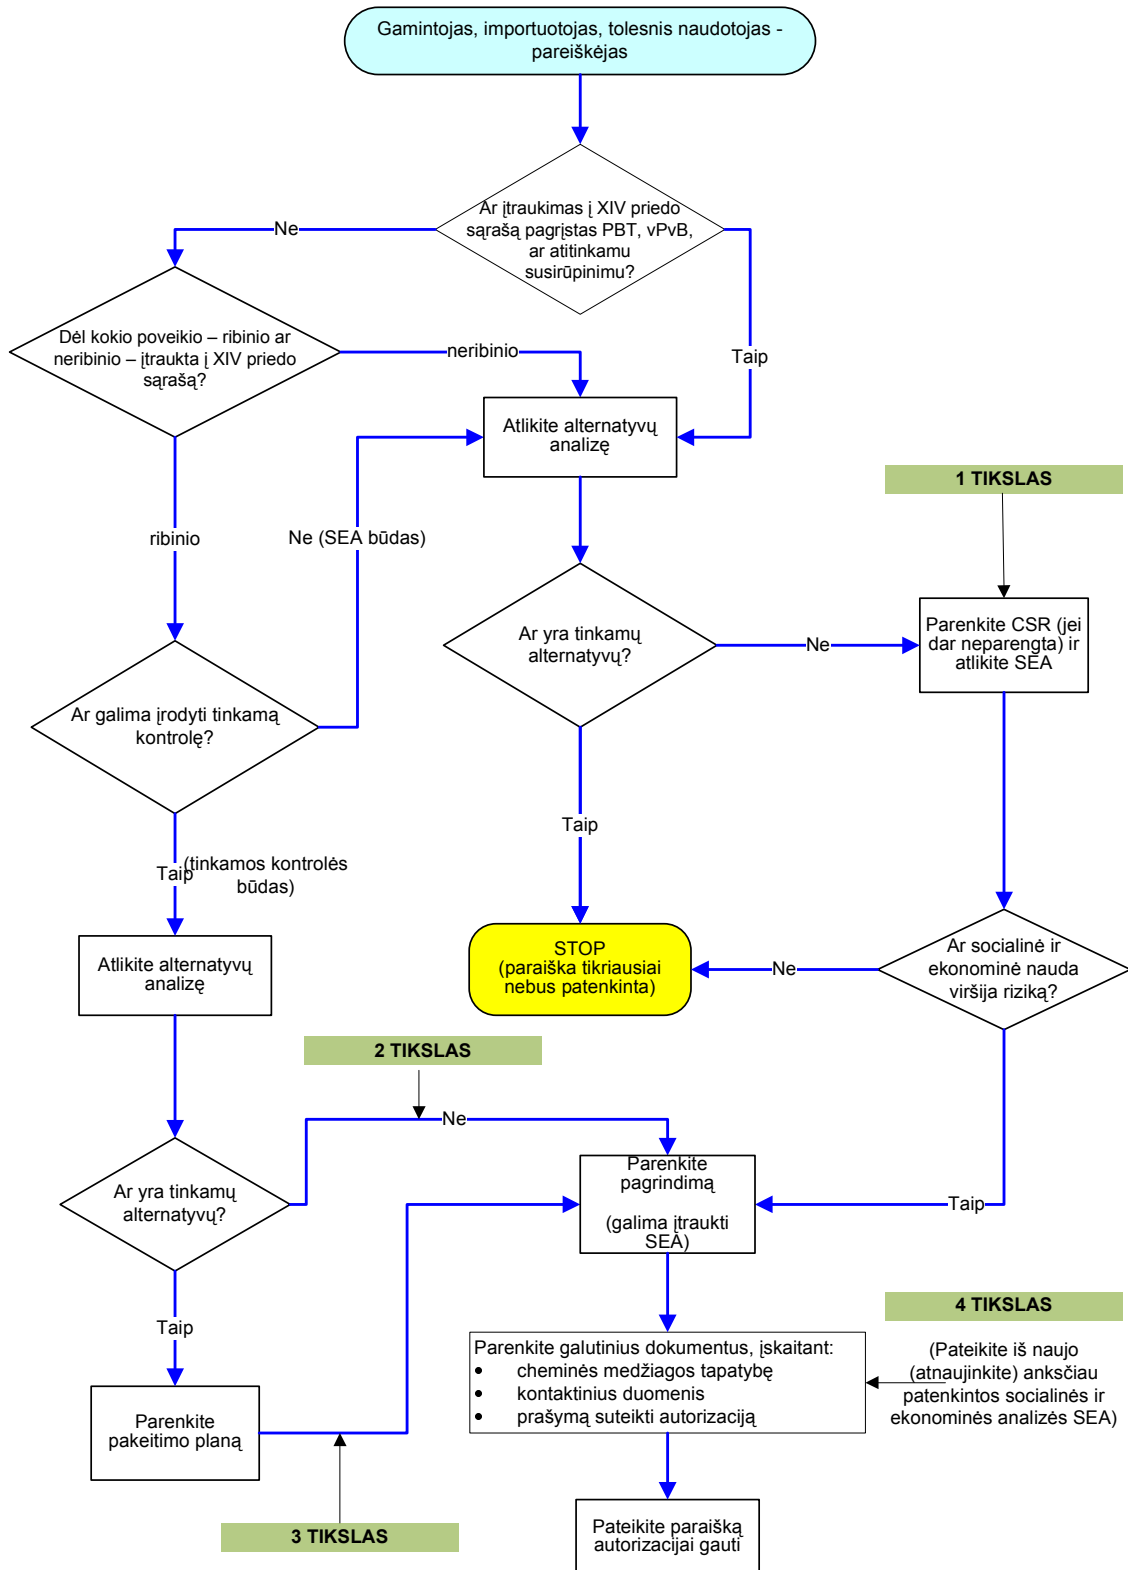 Gamintojas, importuotojas, tolesnis naudotojas -
pareiškėjas
Ar įtraukimas į XIV priedo
sąrašą pagrįstas PBT, vPvB,
ar atitinkamu
susirūpinimu?
Ne
Taip
Dėl kokio poveikio – ribinio ar
neribinio – įtraukta į XIV priedo
sąrašą?
neribinio
Atlikite alternatyvų
analizę
1 TIKSLAS
ribinio
Ne (SEA būdas)
Ar yra tinkamų
alternatyvų?
Ne
Parenkite CSR (jei
dar neparengta) ir
atlikite SEA
Ar galima įrodyti tinkamą
kontrolę?
Taip
Taip
(tinkamos kontrolės
būdas)
Atlikite alternatyvų
analizę
STOP
(paraiška tikriausiai
nebus patenkinta)
Ne
Ar socialinė ir
ekonominė nauda
viršija riziką?
2 TIKSLAS
Ne
Ar yra tinkamų
alternatyvų?
Parenkite
pagrindimą
(galima įtraukti
SEA)
Taip
Taip
4 TIKSLAS
Parenkite galutinius dokumentus, įskaitant:
• cheminės medžiagos tapatybę
• kontaktinius duomenis
• prašymą suteikti autorizaciją
(Pateikite iš naujo
(atnaujinkite) anksčiau
patenkintos socialinės ir
ekonominės analizės SEA)
Parenkite
pakeitimo planą
3 TIKSLAS
Pateikite paraišką
autorizacijai gauti